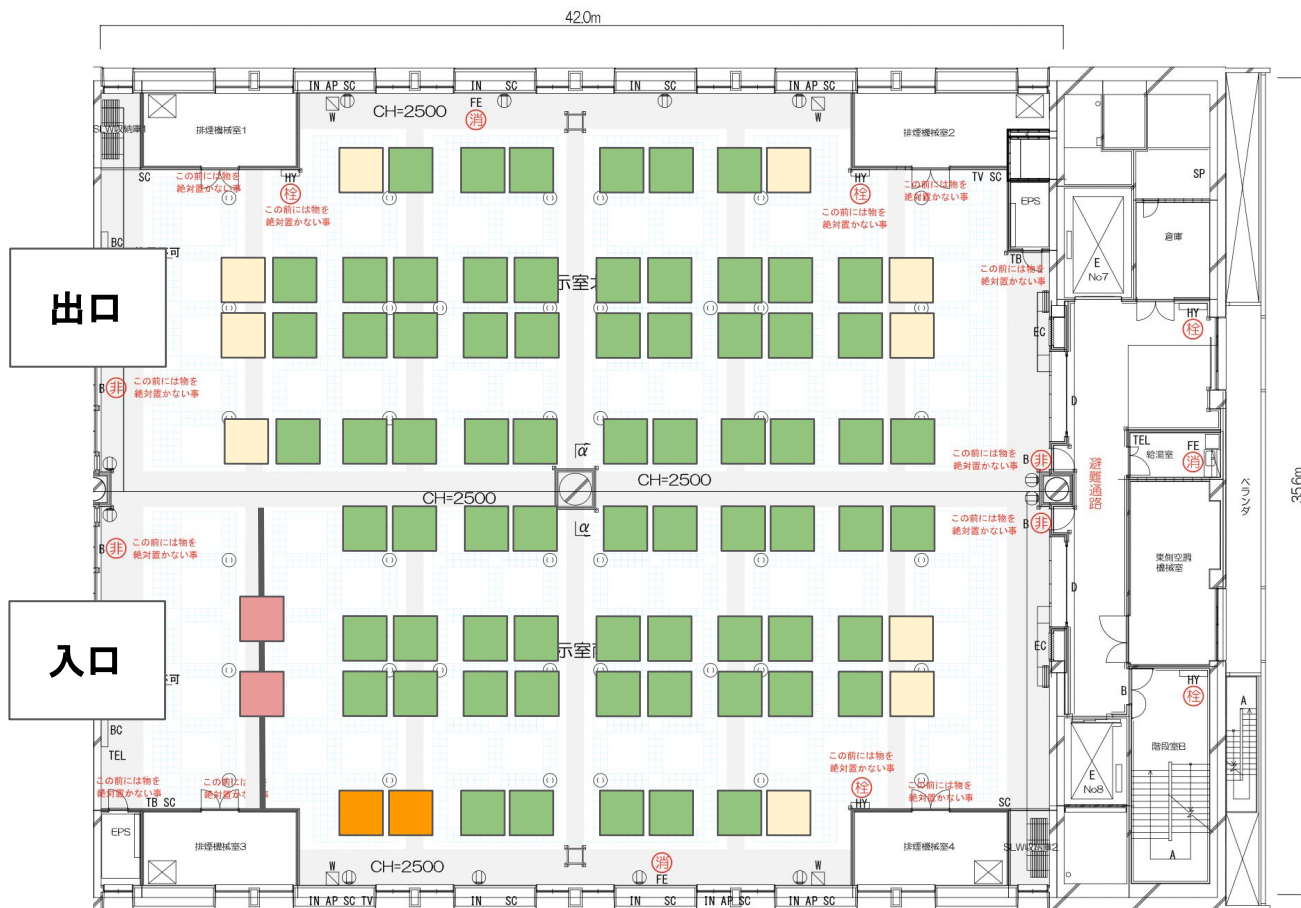 42.0m
IN AP SC
IN SC
IN SC
IN AP SC
CH=2500
FE
消
W
W
排煙機械室1
排煙機械室2
SC
この前には物を
絶対置かない事
HY
栓
この前には物を
絶対置かない事
HY
栓
この前には物を
絶対置かない事
TV SC
この前には物を
絶対置かない事
EPS
SP
倉庫
E
No7
BC
可
出口
示室
TB
この前には物を
絶対置かない事
EC
HY
栓
B
非
この前には物を
絶対置かない事
D
α
TEL
給湯室
FE
消
この前には物を
絶対置かない事
B
非
避難通路
ベランダ
35.6m
CH=2500
CH=2500
α
B
非
この前には物を
絶対置かない事
この前には物を
絶対置かない事
B
非
東側空調
機械室
D
入口
示室
可
EC
B
HY
栓
A
BC
TEL
階段室B
この前には物を
絶対置かない事
この前に
絶対置か
事
TB SC
この前には物を
絶対置かない事
栓
HY
この前には物を
絶対置かない事
SC
E
No8
EPS
排煙機械室3
排煙機械室4
A
A
W
CH=2500
消
FE
W
IN AP SC TV
IN SC
IN AP SC
IN AP SC